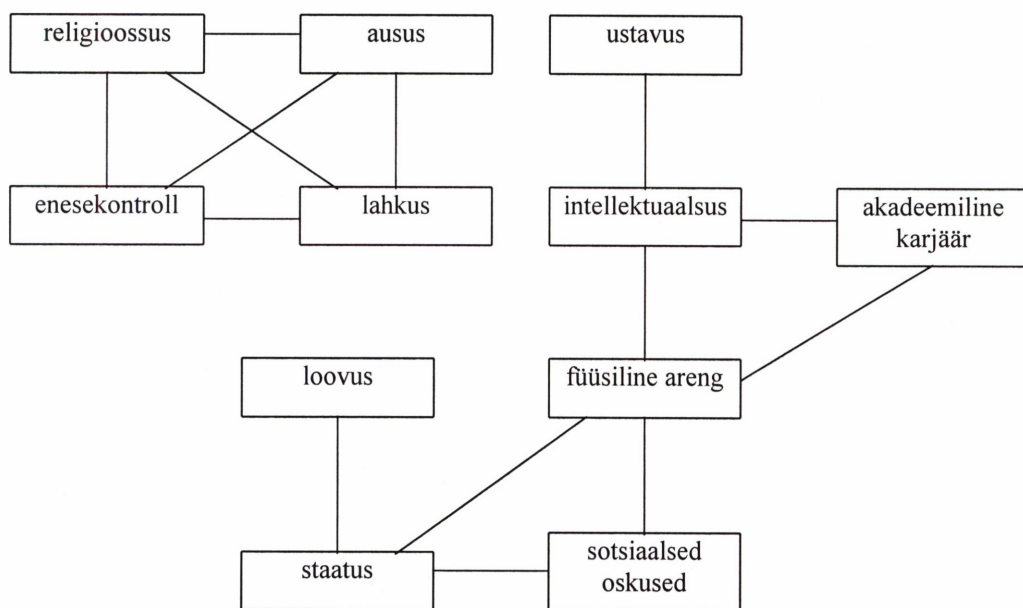 religioossus
ausus
ustavus
enesekontroll
lahkus
intellektuaalsus
akadeemiline
karjäär
loovus
füüsiline areng
staatus
sotsiaalsed
oskused